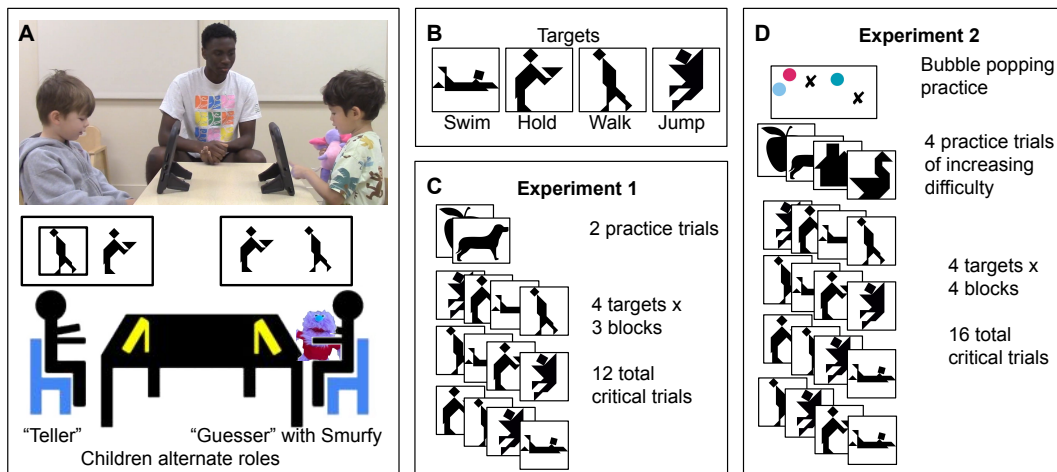 A
"Teller"
"Guesser" with Smurfy
Children alternate roles
B
Targets
Swim
Hold
Walk
Jump
C
Experiment 1
2 practice trials
4 targets x
3 blocks
12 total
critical trials
D
Experiment 2
Bubble popping
practice
4 practice trials
of increasing
difficulty
4 targets x
4 blocks
16 total
critical trials